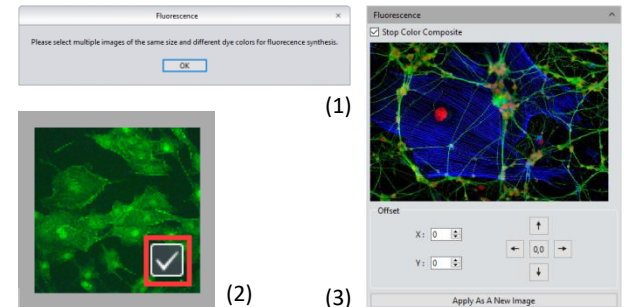 Fluorescence ×
Please select multiple images of the same size and different dye colors for fluorecence synthesis.
OK
(1)
(2)
Fluorescence
Stop Color Composite
Offset
X: 0
Y: 0
0,0
Apply As A New Image
(3)